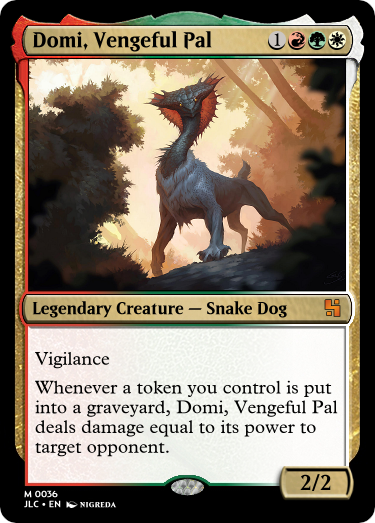 Domi, Vengeful Pal 1
Legendary Creature — Snake Dog
Vigilance
Whenever a token you control is put
into a graveyard, Domi, Vengeful Pal
deals damage equal to its power to
target opponent.
2/2
M 0036
JLC • EN NIGREDA